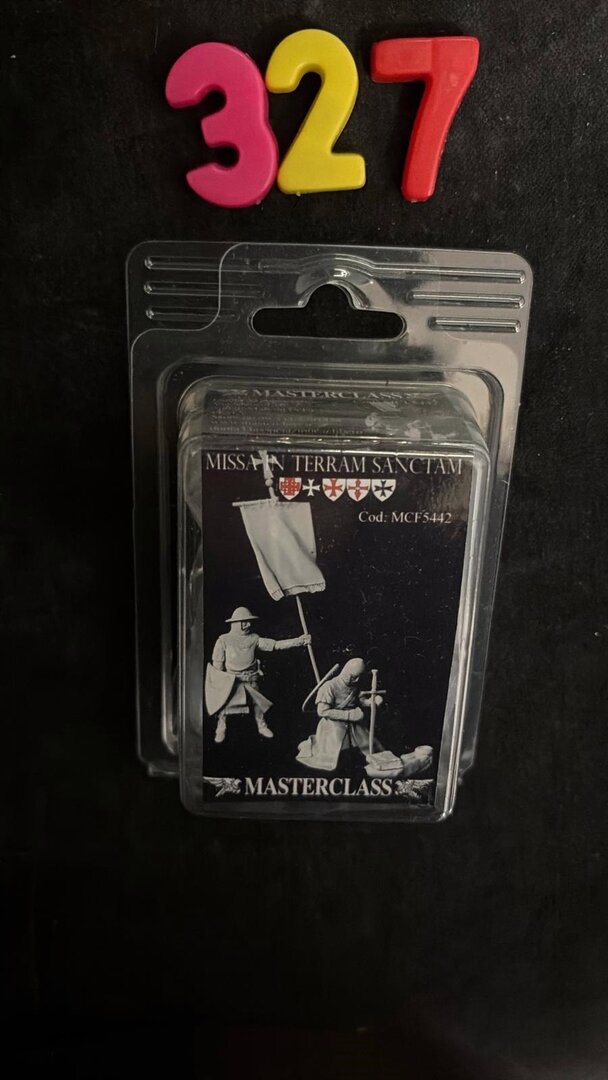 327
MASTERCLASS
MISSA IN TERRAM SANCTAM
Cod: MCF5442
MASTERCLASS